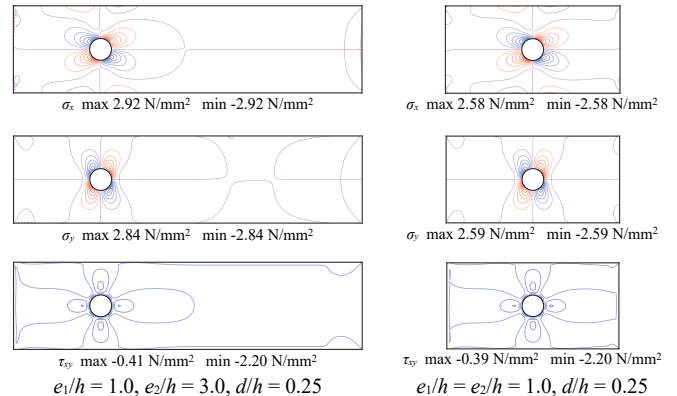 σx max 2.92 N/mm² min -2.92 N/mm²
σx max 2.58 N/mm² min -2.58 N/mm²
σy max 2.84 N/mm² min -2.84 N/mm²
σy max 2.59 N/mm² min -2.59 N/mm²
τxy max -0.41 N/mm² min -2.20 N/mm²
τxy max -0.39 N/mm² min -2.20 N/mm²
e1/h = 1.0, e2/h = 3.0, d/h = 0.25
e1/h = e2/h = 1.0, d/h = 0.25